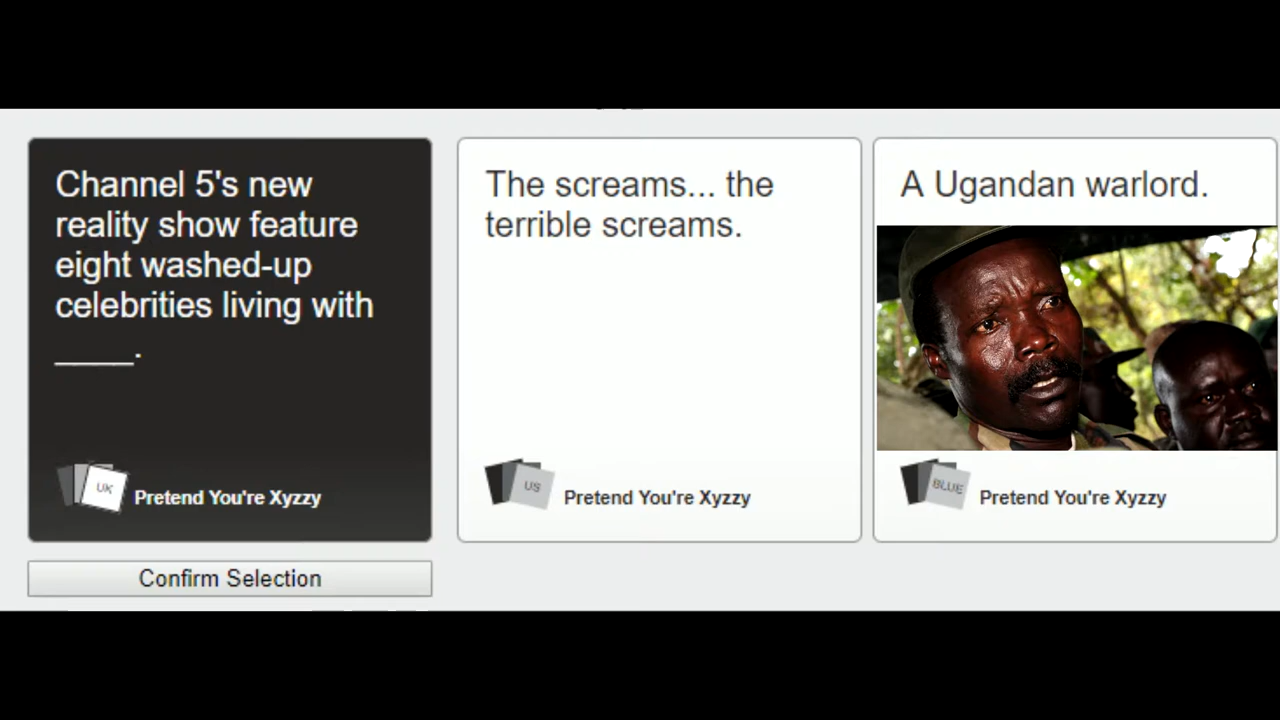 Channel 5's new
reality show feature
eight washed-up
celebrities living with
____.
UK
Pretend You're Xyzzy
Confirm Selection
The screams... the
terrible screams.
US
Pretend You're Xyzzy
A Ugandan warlord.
BLUE
Pretend You're Xyzzy